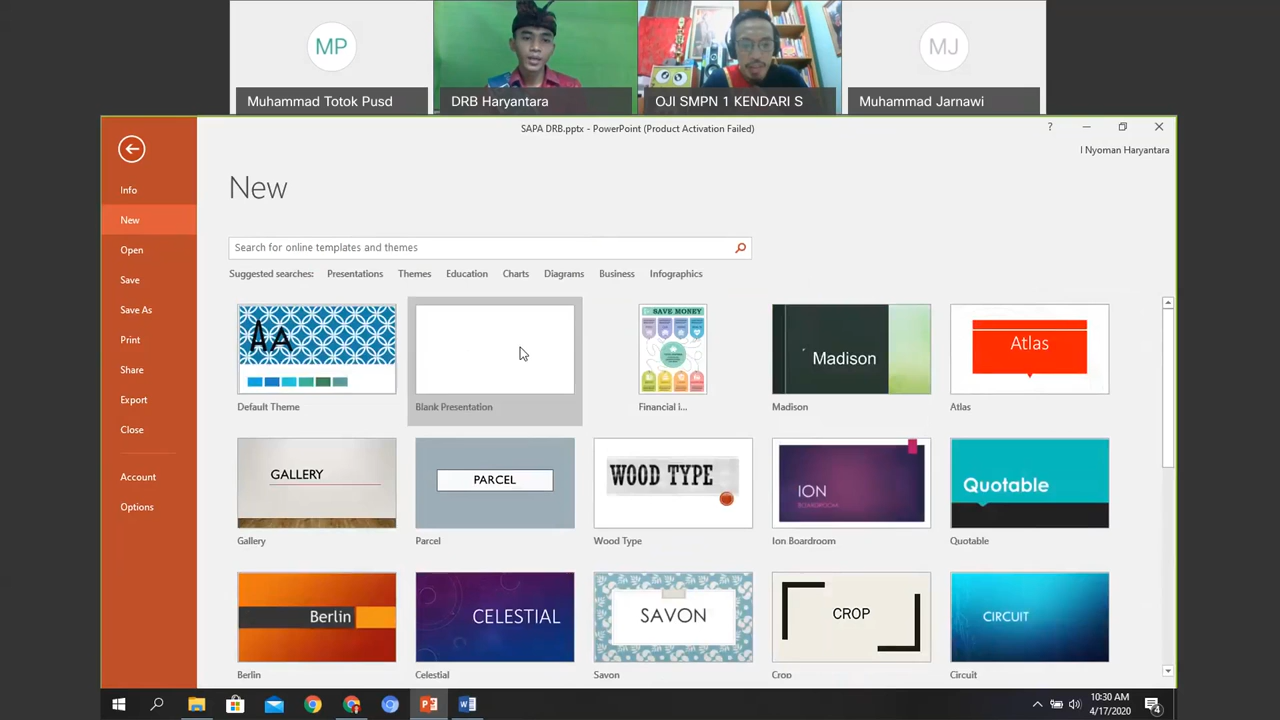 MP
MJ
Muhammad Totok Pusd
DRB Haryantara
OJI SMPN 1 KENDARI S
Muhammad Jarnawi
SAPA DRB.pptx - PowerPoint (Product Activation Failed)
?
I Nyoman Haryantara
Info
New
Open
Save
Save As
Print
Share
Export
Close
Account
Options
New
Search for online templates and themes
Suggested searches: Presentations Themes Education Charts Diagrams Business Infographics
Aa
SAVE MONEY
Madison
Atlas
Default Theme
Blank Presentation
Financial i...
Madison
Atlas
GALLERY
PARCEL
WOOD TYPE
ION
BOARDROOM
Quotable
Gallery
Parcel
Wood Type
Ion Boardroom
Quotable
Berlin
CELESTIAL
SAVON
CROP
CIRCUIT
Berlin
Celestial
Savon
Crop
Circuit
10:30 AM
4/17/2020
4